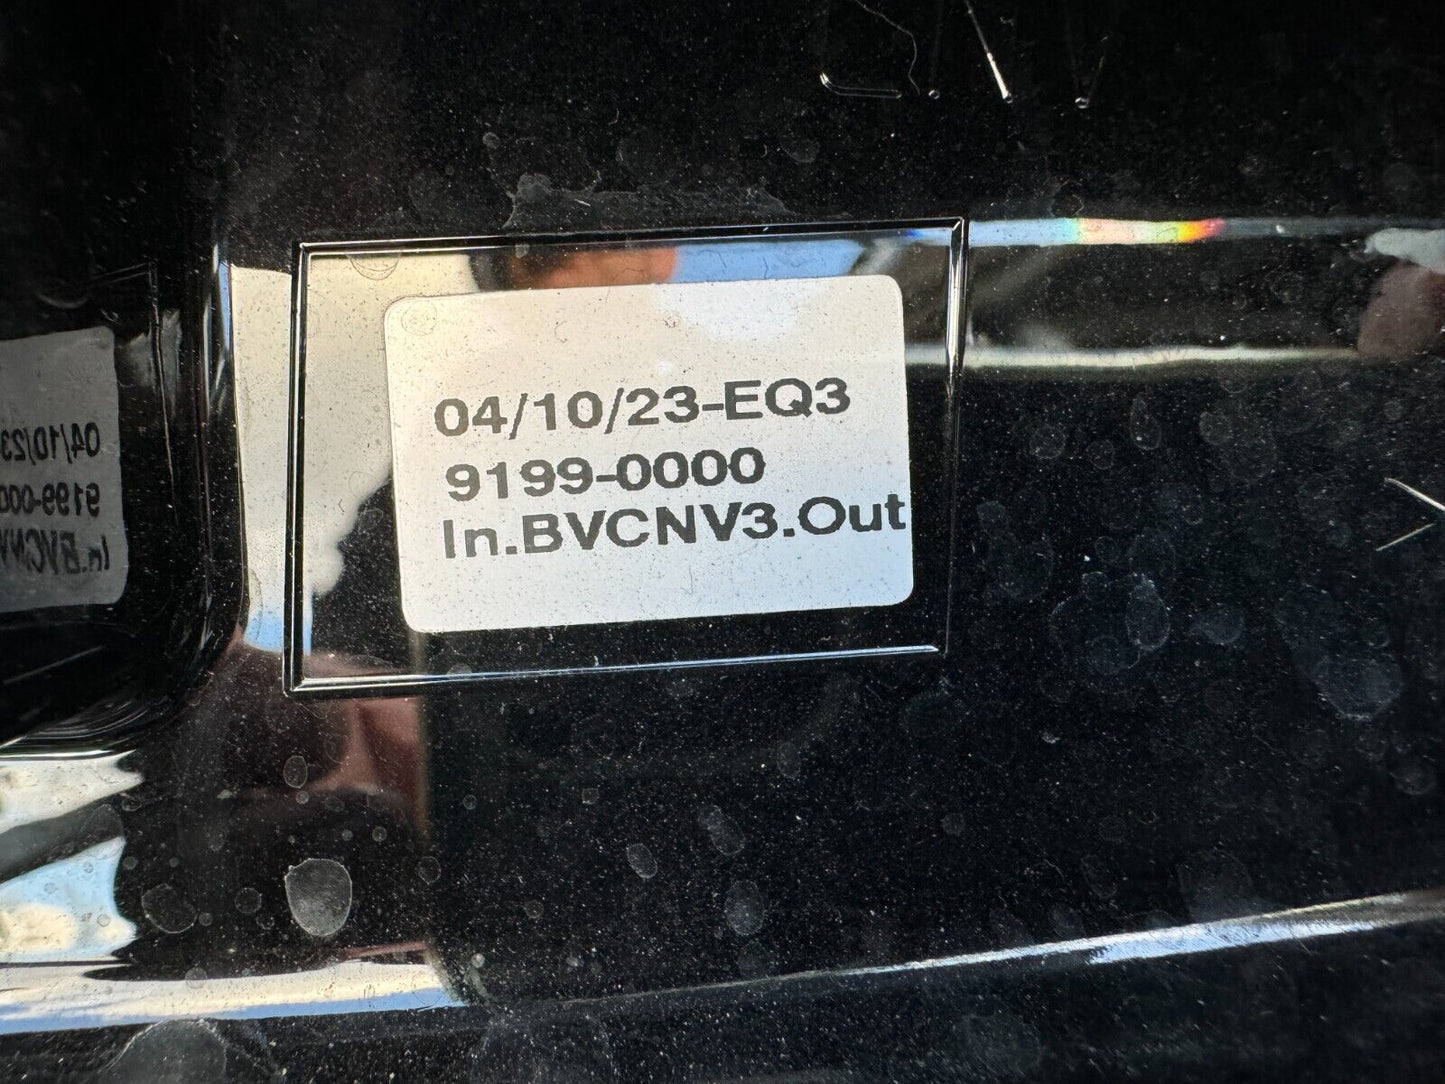 04/10/23-EQ3
9199-0000
In.BVCNV3.Out